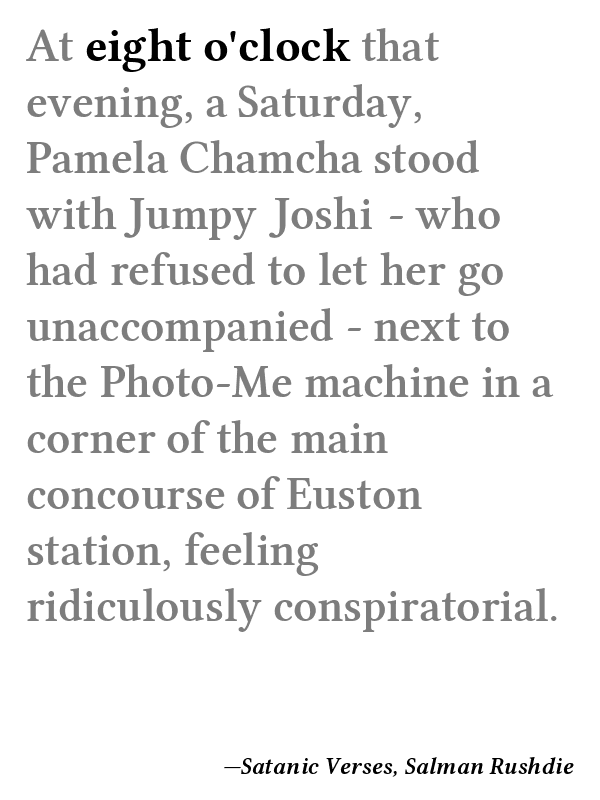 At eight o'clock that
evening, a Saturday,
Pamela Chamcha stood
with Jumpy Joshi - who
had refused to let her go
unaccompanied - next to
the Photo-Me machine in a
corner of the main
concourse of Euston
station, feeling
ridiculously conspiratorial.
—Satanic Verses, Salman Rushdie